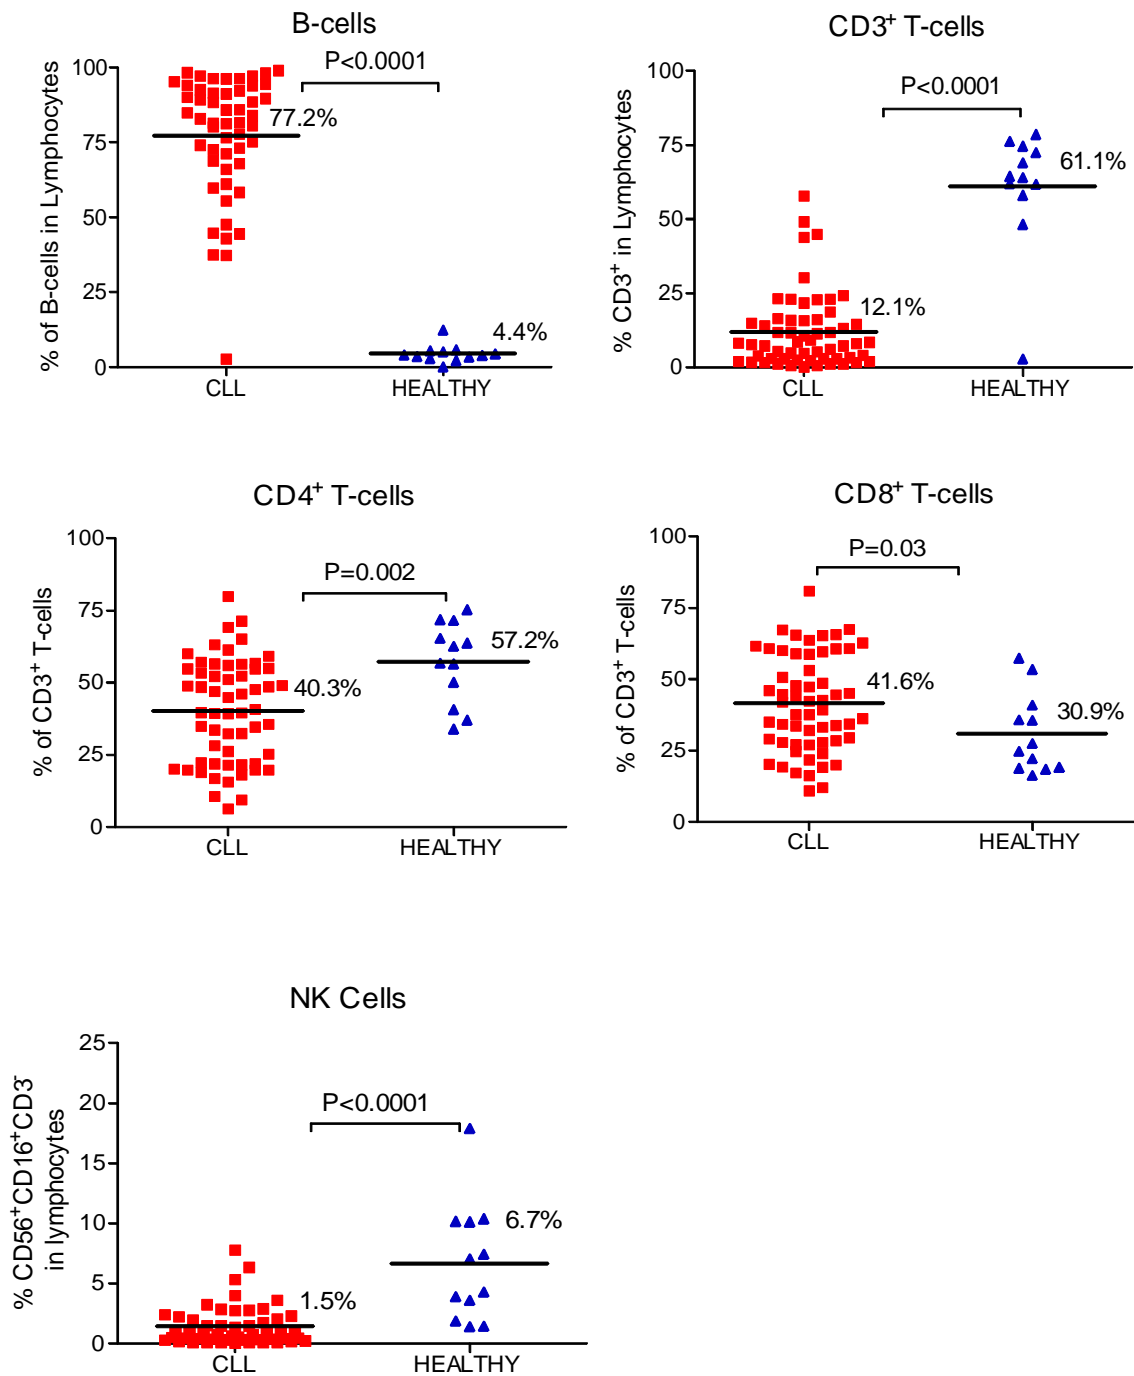 B-cells
P<0.0001
% of B-cells in Lymphocytes
100
75
50
25
0
77.2%
4.4%
CLL
HEALTHY
CD3⁺ T-cells
P<0.0001
% CD3⁺ in Lymphocytes
100
75
50
25
0
61.1%
12.1%
CLL
HEALTHY
CD4⁺ T-cells
P=0.002
% of CD3⁺ T-cells
100
75
50
25
0
57.2%
40.3%
CLL
HEALTHY
CD8⁺ T-cells
P=0.03
% of CD3⁺ T-cells
100
75
50
25
0
41.6%
30.9%
CLL
HEALTHY
NK Cells
P<0.0001
% CD56⁺CD16⁺CD3⁻
in lymphocytes
25
20
15
10
5
0
6.7%
1.5%
CLL
HEALTHY